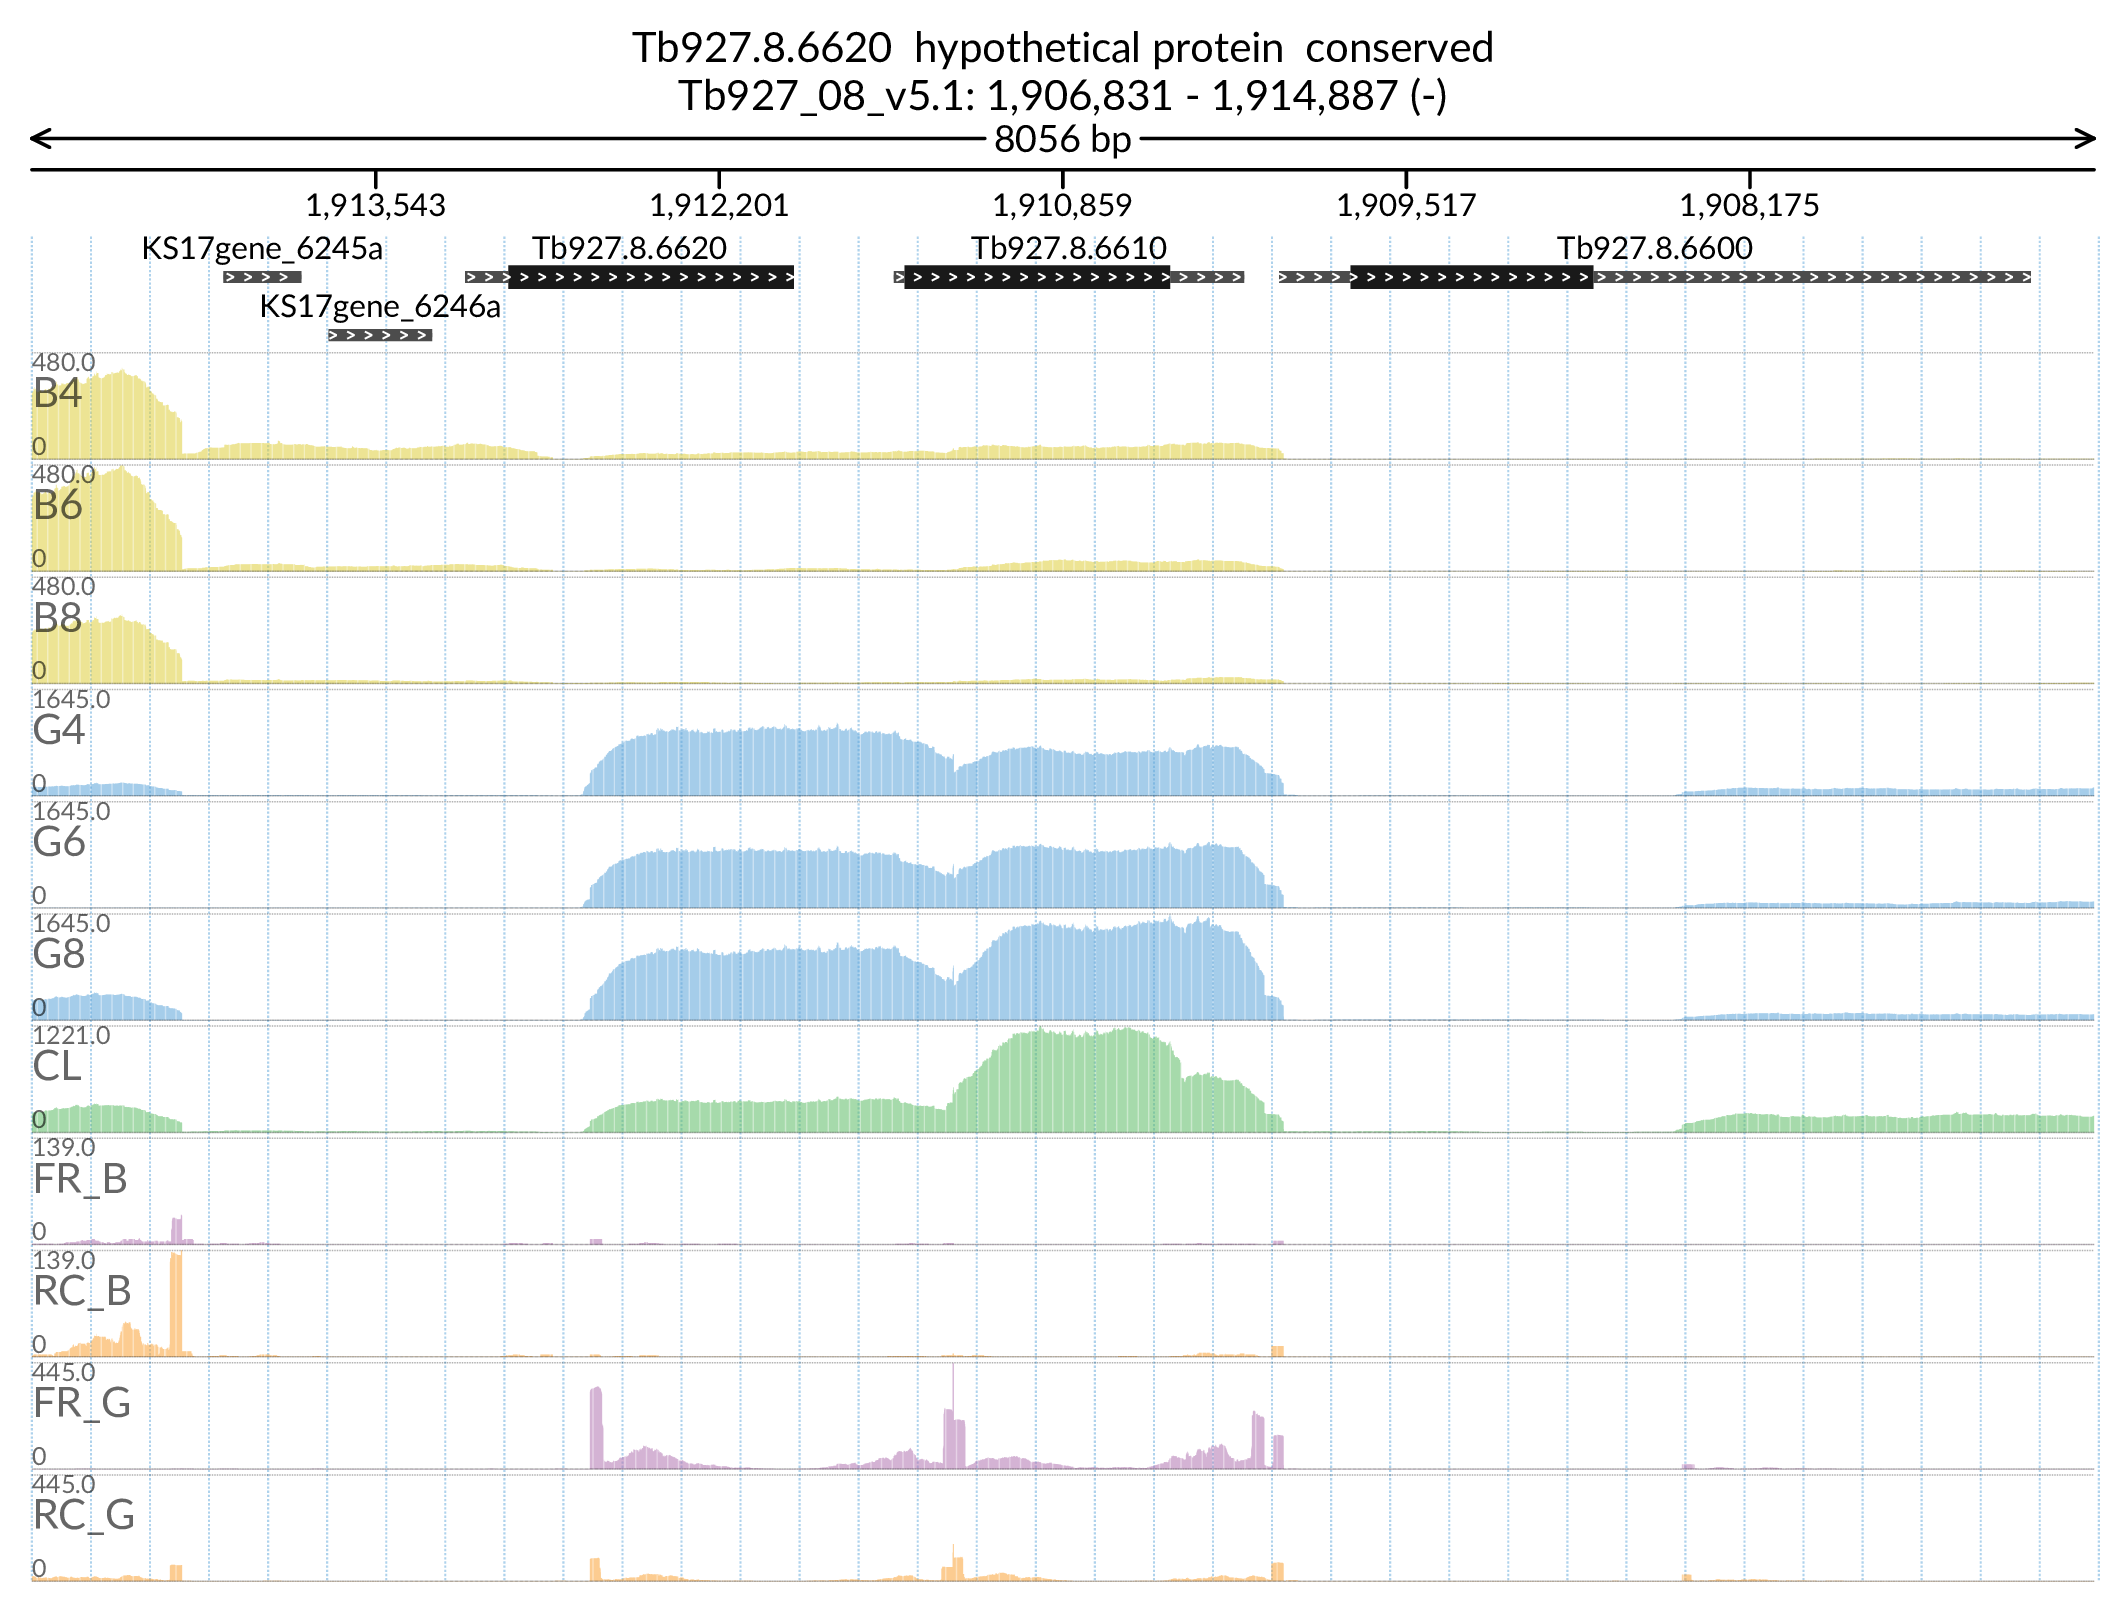 Tb927.8.6620  hypothetical protein  conserved
Tb927_08_v5.1: 1,906,831 - 1,914,887 (-)
8056 bp
1,913,543 1,912,201 1,910,859 1,909,517 1,908,175
KS17gene_6245a Tb927.8.6620 Tb927.8.6610 Tb927.8.6600
KS17gene_6246a
480.0
B4
0
480.0
B6
0
480.0
B8
0
1645.0
G4
0
1645.0
G6
0
1645.0
G8
0
1221.0
CL
0
139.0
FR_B
0
139.0
RC_B
0
445.0
FR_G
0
445.0
RC_G
0